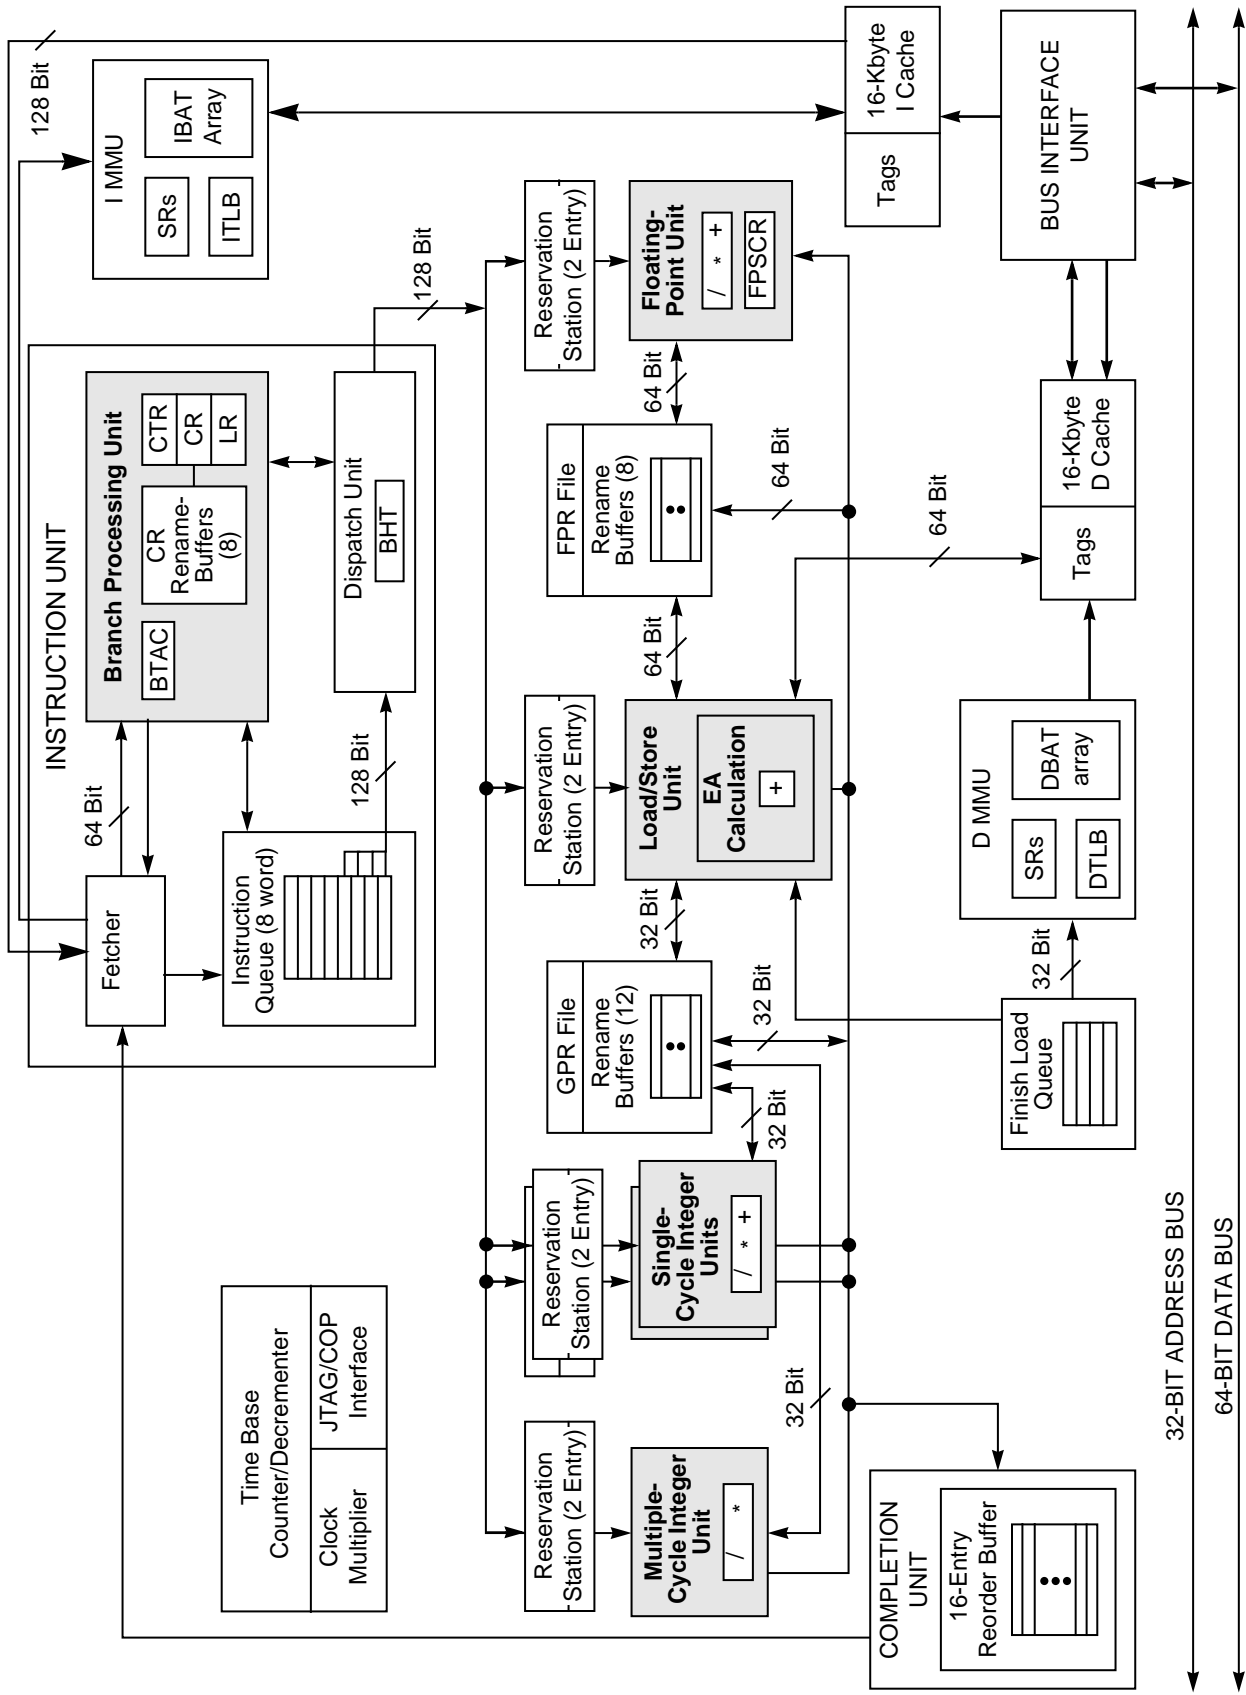 128 Bit
INSTRUCTION UNIT
Fetcher
64 Bit
Branch Processing Unit
BTAC
CR
Rename-
Buffers
(8)
CTR
CR
LR
I MMU
SRs
ITLB
IBAT
Array
Instruction
Queue (8 word)
128 Bit
Dispatch Unit
BHT
128 Bit
Time Base
Counter/Decrementer
Clock
Multiplier
JTAG/COP
Interface
Reservation
Station (2 Entry)
Reservation
Station (2 Entry)
Reservation
Station (2 Entry)
Reservation
Station (2 Entry)
Multiple-
Cycle Integer
Unit
/ *
Single-
Cycle Integer
Units
/ * +
32 Bit
GPR File
Rename
Buffers (12)
32 Bit
32 Bit
32 Bit
Load/Store
Unit
EA
Calculation
+
64 Bit
FPR File
Rename
Buffers (8)
64 Bit
64 Bit
Floating-
Point Unit
/ * +
FPSCR
COMPLETION
UNIT
16-Entry
Reorder Buffer
Finish Load
Queue
32 Bit
D MMU
SRs
DTLB
DBAT
array
64 Bit
Tags
16-Kbyte
D Cache
Tags
16-Kbyte
I Cache
BUS INTERFACE
UNIT
32-BIT ADDRESS BUS
64-BIT DATA BUS